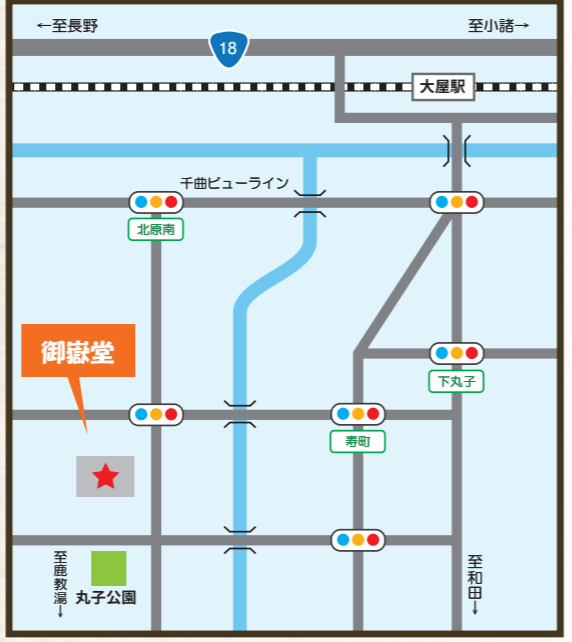 ←至長野
至小諸→
18
大屋駅
千曲ビューライン
北原南
御嶽堂
下丸子
寿町
至鹿教湯→
丸子公園
至和田→